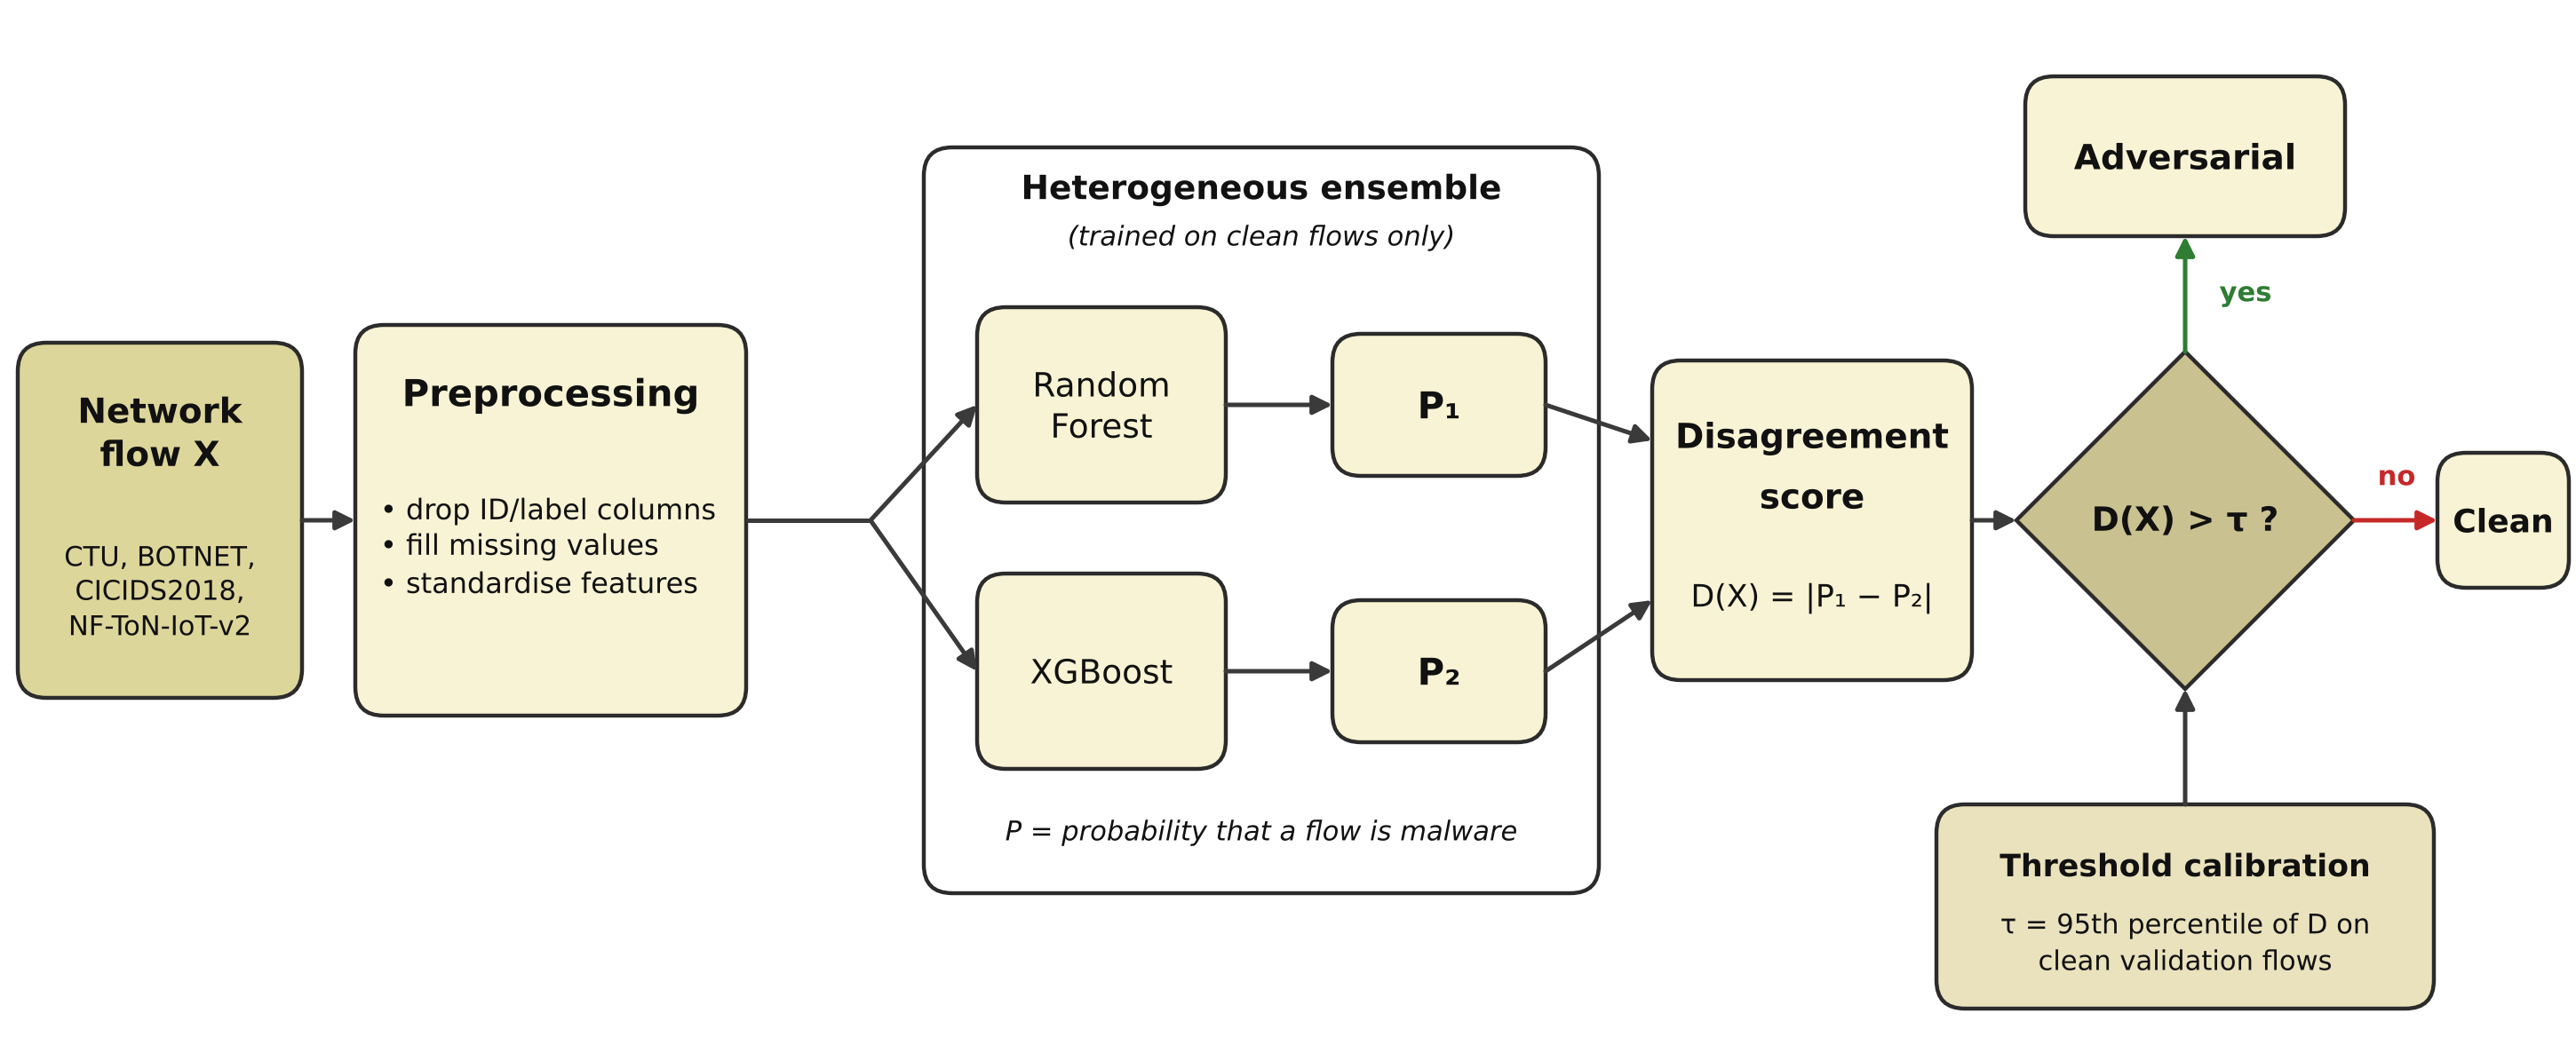 Network
flow X
CTU, BOTNET,
CICIDS2018,
NF-ToN-IoT-v2
Preprocessing
• drop ID/label columns
• fill missing values
• standardise features
Heterogeneous ensemble
(trained on clean flows only)
Random
Forest
P₁
XGBoost
P₂
P = probability that a flow is malware
Disagreement
score
D(X) = |P₁ − P₂|
D(X) > τ ?
yes
Adversarial
no
Clean
Threshold calibration
τ = 95th percentile of D on
clean validation flows